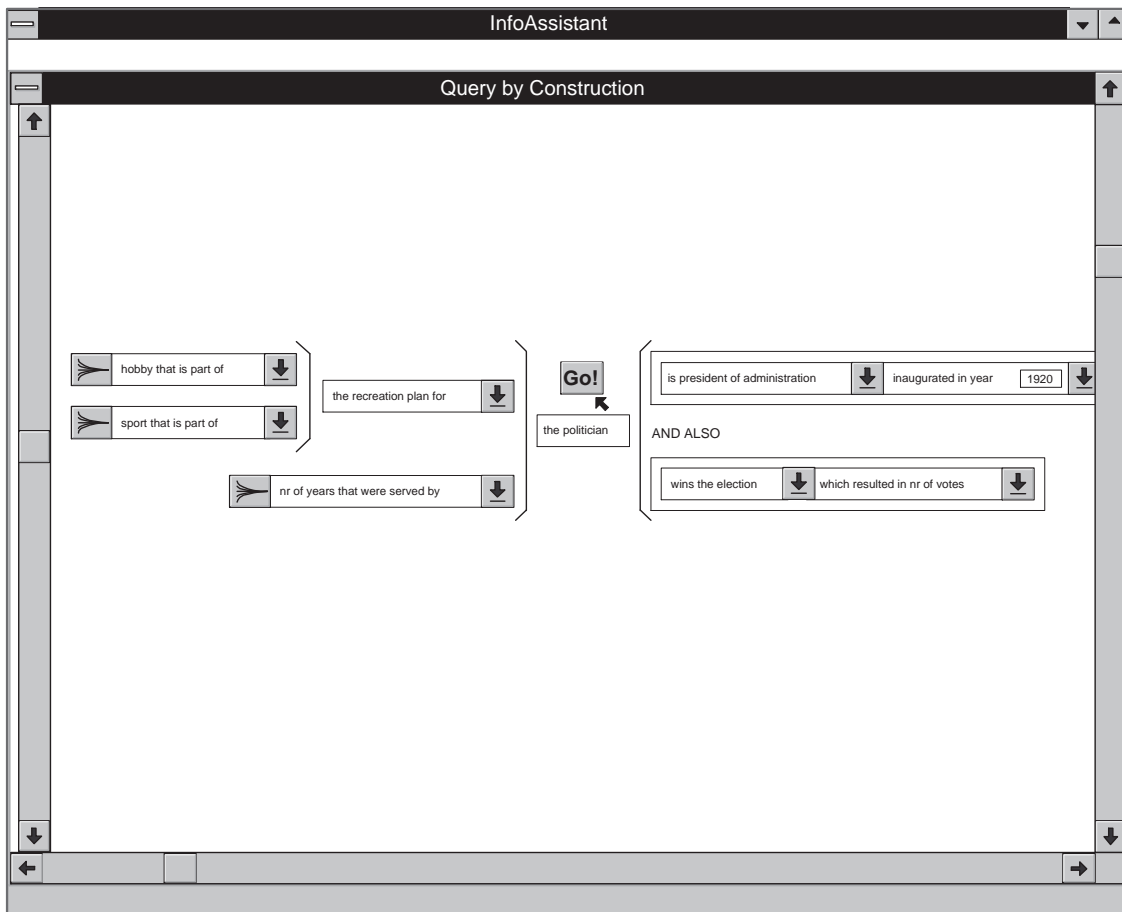 InfoAssistant
Query by Construction
hobby that is part of
sport that is part of
the recreation plan for
nr of years that were served by
Go!
the politician
is president of administration inaugurated in year 1920
AND ALSO
wins the election which resulted in nr of votes